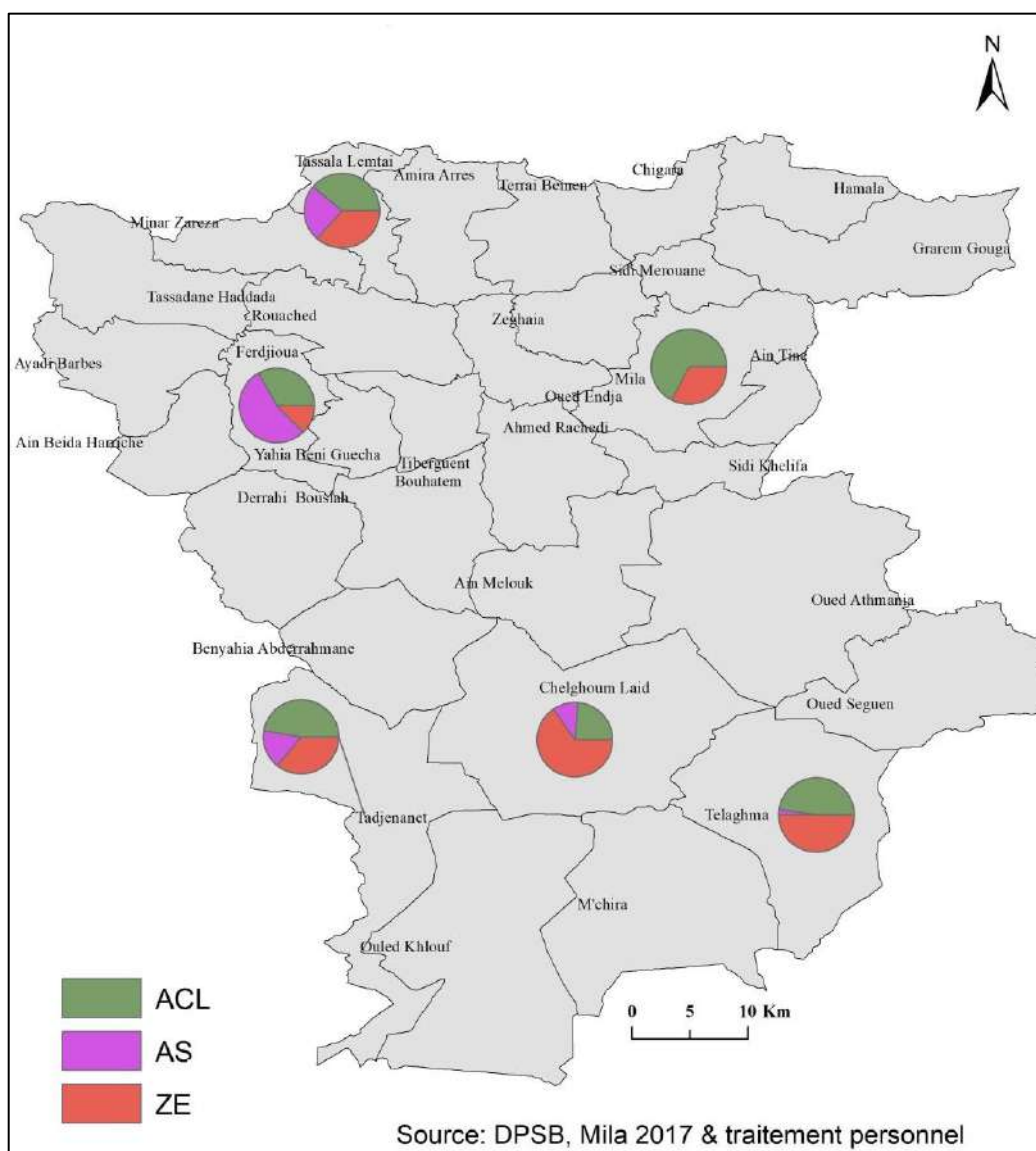 N
Tassala Lemtai
Amira Arres
Terrai Beinen
Chigara
Hamala
Minar Zareza
Grarem Gouga
Sidi Merouane
Tassadane Haddada
Rouached
Zeghaia
Ferdjioua
Ain Tine
Ayadi Barbes
Mila
Oued Endja
Ahmed Rachedi
Ain Beida Harriche
Yahia Beni Guecha
Tiberguent
Bouhatem
Sidi Khelifa
Derrahi Bouslah
Ain Melouk
Oued Athmania
Benyahia Abderrahmane
Chelghoum Laid
Oued Seguen
Tadjenanet
Telaghma
M'chira
Ouled Khlouf
ACL
AS
ZE
0 5 10 Km
Source: DPSB, Mila 2017 & traitement personnel